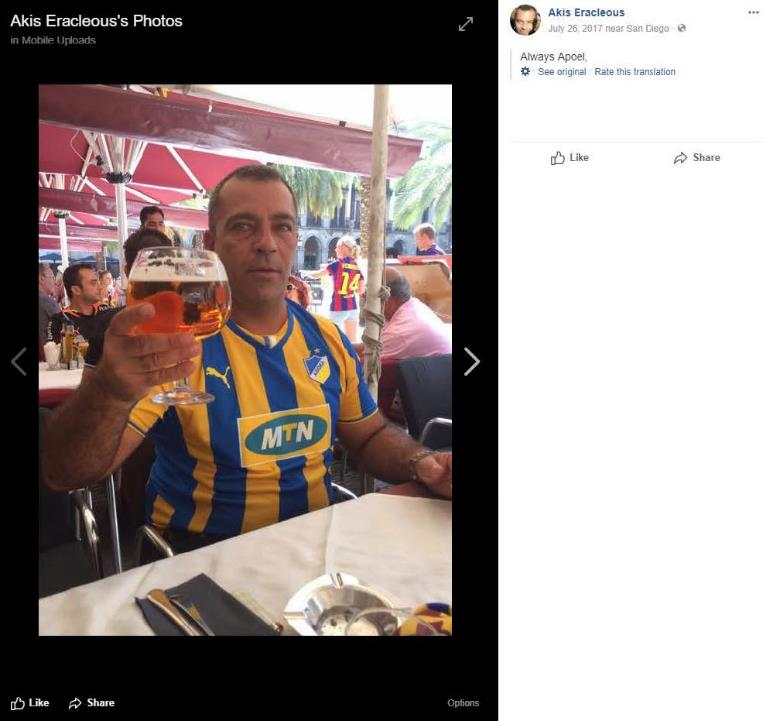 Akis Eracleous's Photos
in Mobile Uploads
14
MTN
Like
Share
Options
Akis Eracleous
July 26, 2017 near San Diego ·
Always Apoel,
· See original · Rate this translation
Like
Share